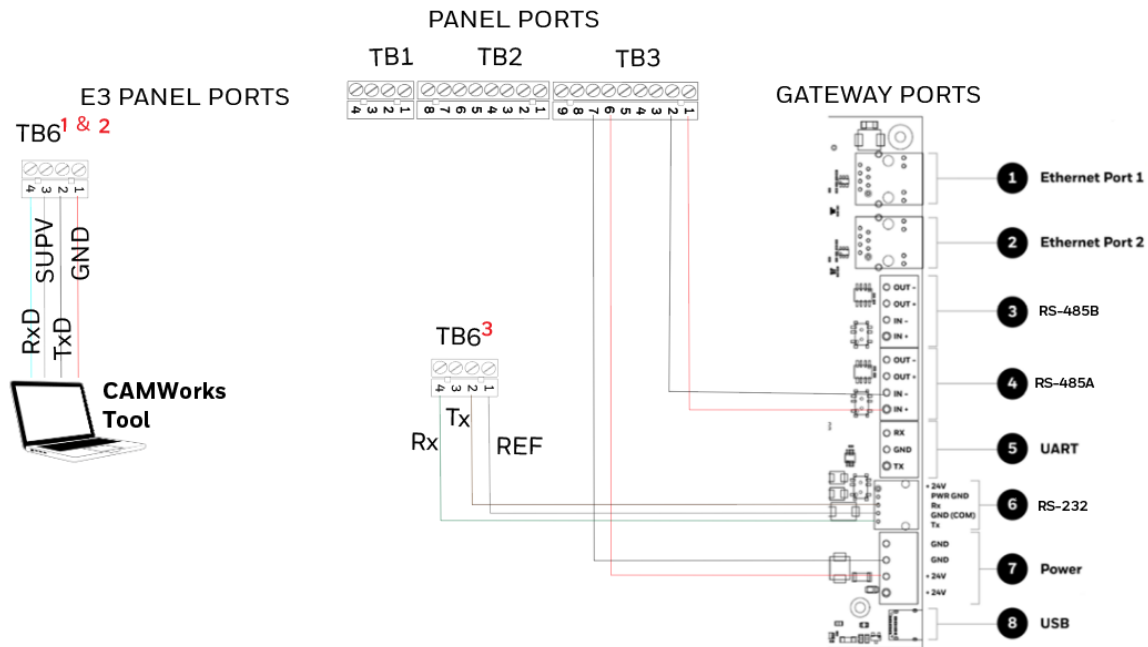 PANEL PORTS
TB1 TB2 TB3
4 3 2 1 8 7 6 5 4 3 2 1 9 8 7 6 5 4 3 2 1
E3 PANEL PORTS
TB6 1 & 2
4 3 2 1
RxD SUPV TxD GND
CAMWorks
Tool
TB6 3
4 3 2 1
Rx Tx REF
GATEWAY PORTS
1 Ethernet Port 1
2 Ethernet Port 2
OUT -
OUT +
IN -
IN +
3 RS-485B
OUT -
OUT +
IN -
IN +
4 RS-485A
RX
GND
TX
5 UART
+ 24V
PWR GND
Rx
GND (COM)
Tx
6 RS-232
GND
GND
+ 24V
+ 24V
7 Power
8 USB